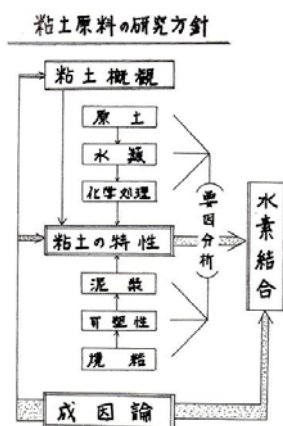 粘土原料の研究方針
粘土概観
原土
水簸
化学処理
粘土の特性
要因分析
水素結合
泥漿
可塑性
焼結
成因論